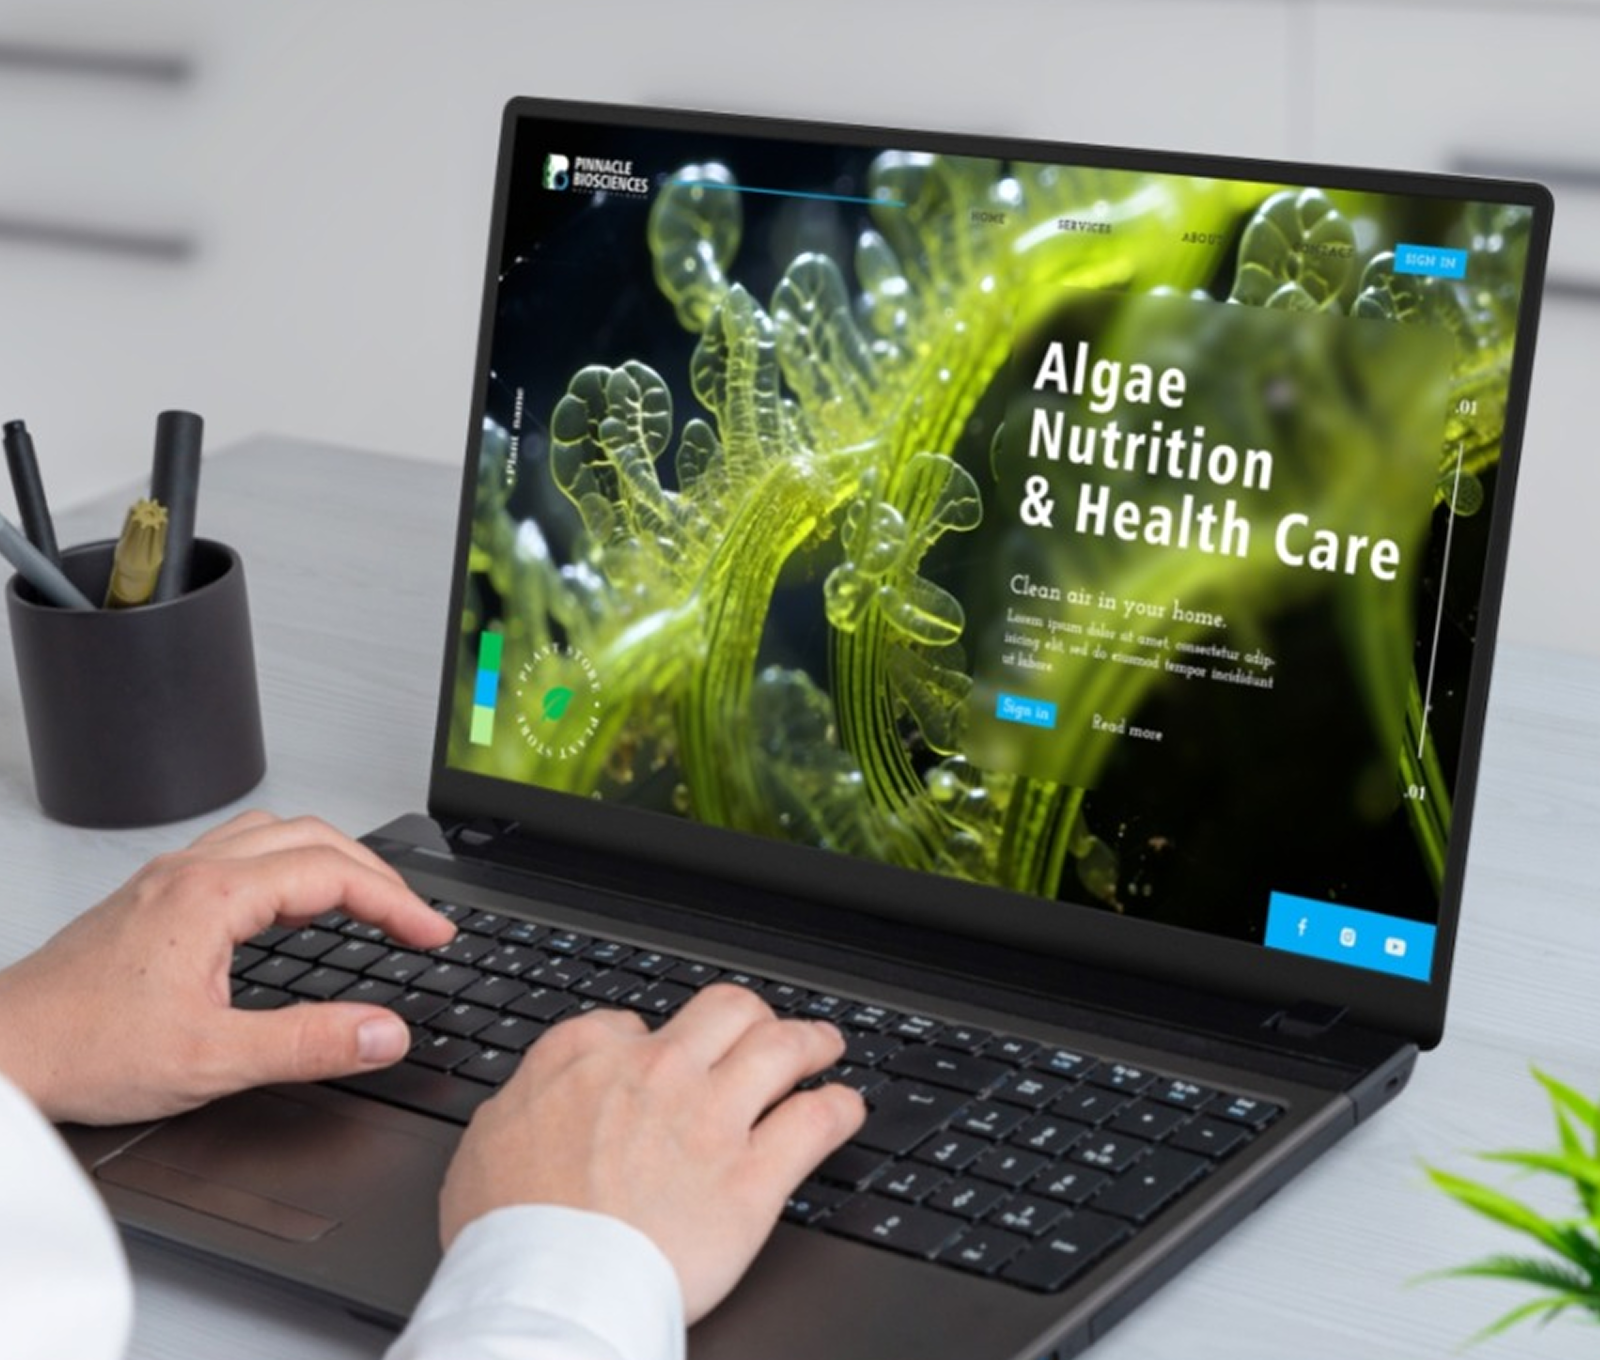 PINNACLE
BIOSCIENCES
HOME
SERVICES
ABOUT
CONTACT
SIGN IN
Plant name
Algae
Nutrition
& Health Care
.01
Clean air in your home.
Lorem ipsum dolor sit amet, consectetur adip-
isicing elit, sed do eiusmod tempor incididunt
ut labore
Sign in
Read more
.01
PLANT STORE • PLANT STORE •